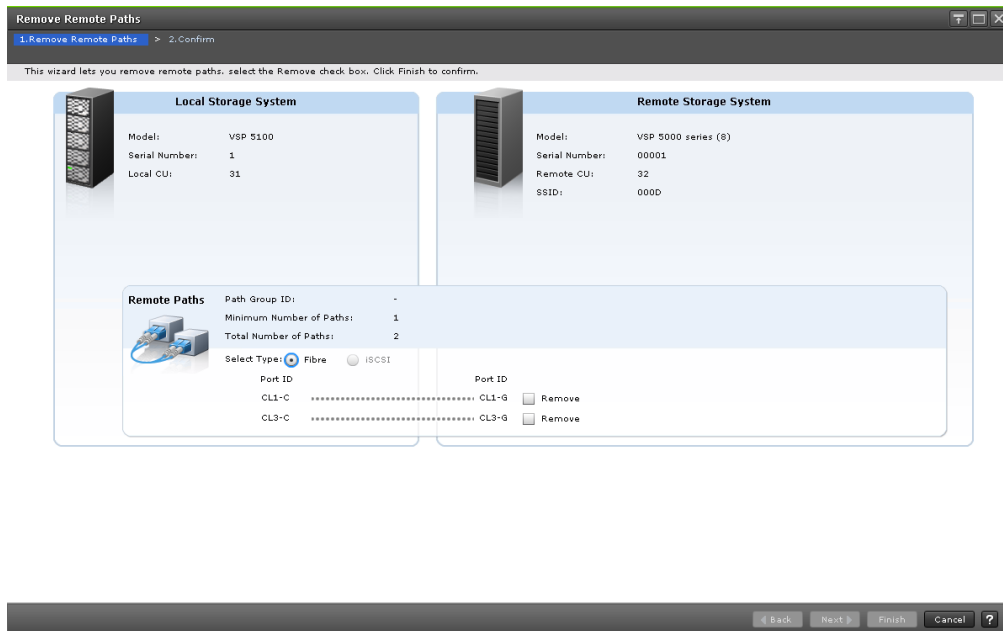 Remove Remote Paths
1.Remove Remote Paths > 2.Confirm
This wizard lets you remove remote paths. select the Remove check box. Click Finish to confirm.
Local Storage System
Model: VSP 5100
Serial Number: 1
Local CU: 31
Remote Storage System
Model: VSP 5000 series (8)
Serial Number: 00001
Remote CU: 32
SSID: 000D
Remote Paths
Path Group ID: -
Minimum Number of Paths: 1
Total Number of Paths: 2
Select Type: Fibre iSCSI
Port ID Port ID
CL1-C CL1-G Remove
CL3-C CL3-G Remove
Back Next Finish Cancel ?